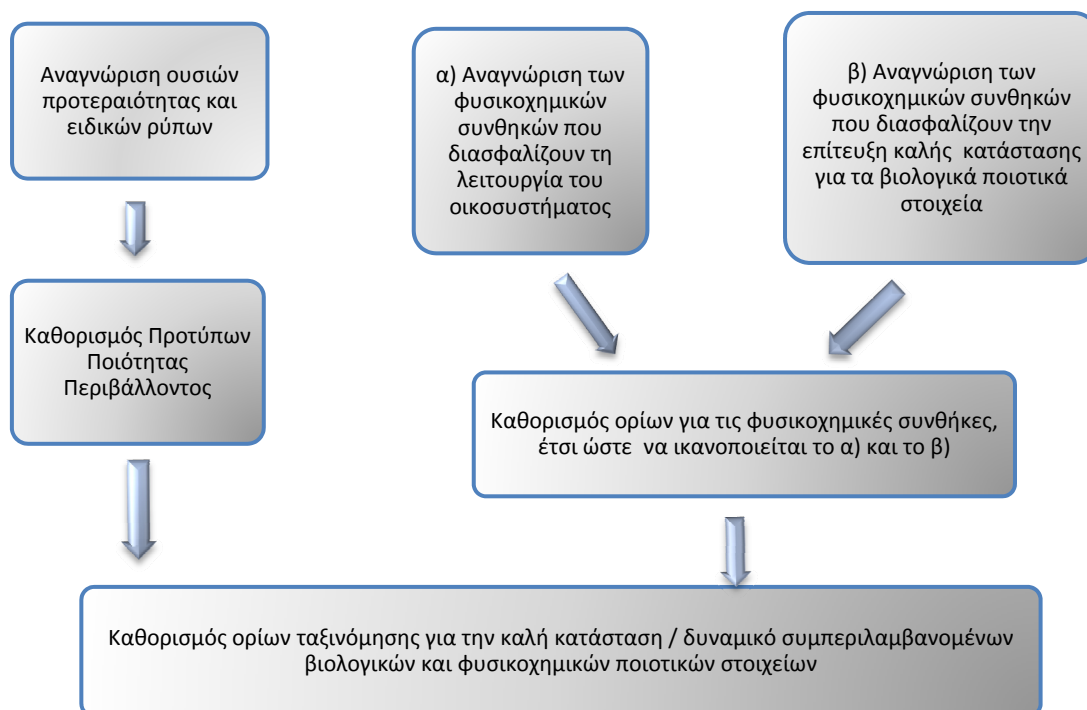 Αναγνώριση ουσιών
προτεραιότητας και
ειδικών ρύπων
α) Αναγνώριση των
φυσικοχημικών
συνθηκών που
διασφαλίζουν τη
λειτουργία του
οικοσυστήματος
β) Αναγνώριση των
φυσικοχημικών συνθηκών
που διασφαλίζουν την
επίτευξη καλής κατάστασης
για τα βιολογικά ποιοτικά
στοιχεία
Καθορισμός Προτύπων
Ποιότητας
Περιβάλλοντος
Καθορισμός ορίων για τις φυσικοχημικές συνθήκες,
έτσι ώστε να ικανοποιείται το α) και το β)
Καθορισμός ορίων ταξινόμησης για την καλή κατάσταση / δυναμικό συμπεριλαμβανομένων
βιολογικών και φυσικοχημικών ποιοτικών στοιχείων